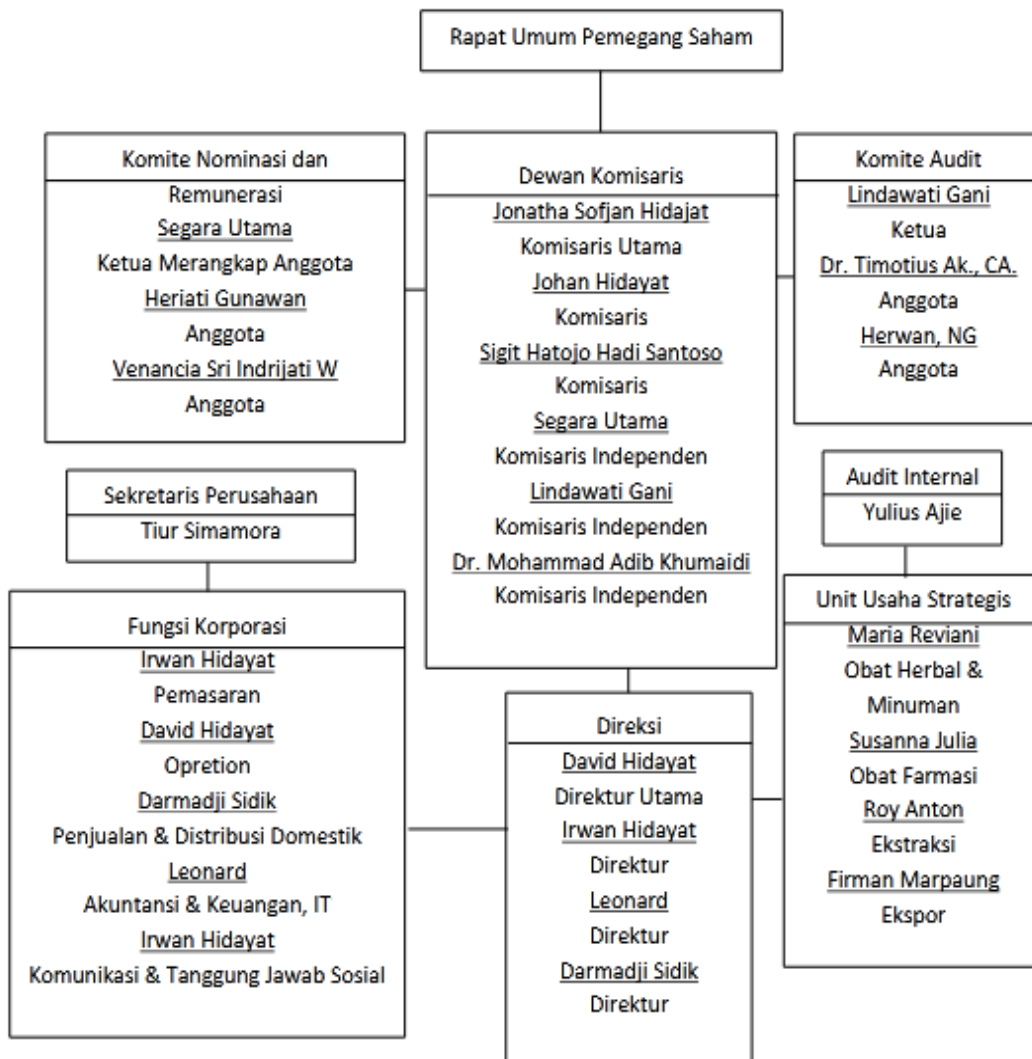 Rapat Umum Pemegang Saham
Komite Nominasi dan
Remunerasi
Segara Utama
Ketua Merangkap Anggota
Heriati Gunawan
Anggota
Venancia Sri Indrijati W
Anggota
Dewan Komisaris
Jonatha Sofjan Hidajat
Komisaris Utama
Johan Hidayat
Komisaris
Sigit Hatojo Hadi Santoso
Komisaris
Segara Utama
Komisaris Independen
Lindawati Gani
Komisaris Independen
Dr. Mohammad Adib Khumaidi
Komisaris Independen
Komite Audit
Lindawati Gani
Ketua
Dr. Timotius Ak., CA.
Anggota
Herwan, NG
Anggota
Sekretaris Perusahaan
Tiur Simamora
Audit Internal
Yulius Ajie
Fungsi Korporasi
Irwan Hidayat
Pemasaran
David Hidayat
Opretion
Darmadji Sidik
Penjualan & Distribusi Domestik
Leonard
Akuntansi & Keuangan, IT
Irwan Hidayat
Komunikasi & Tanggung Jawab Sosial
Direksi
David Hidayat
Direktur Utama
Irwan Hidayat
Direktur
Leonard
Direktur
Darmadji Sidik
Direktur
Unit Usaha Strategis
Maria Reviani
Obat Herbal &
Minuman
Susanna Julia
Obat Farmasi
Roy Anton
Ekstraksi
Firman Marpaung
Ekspor